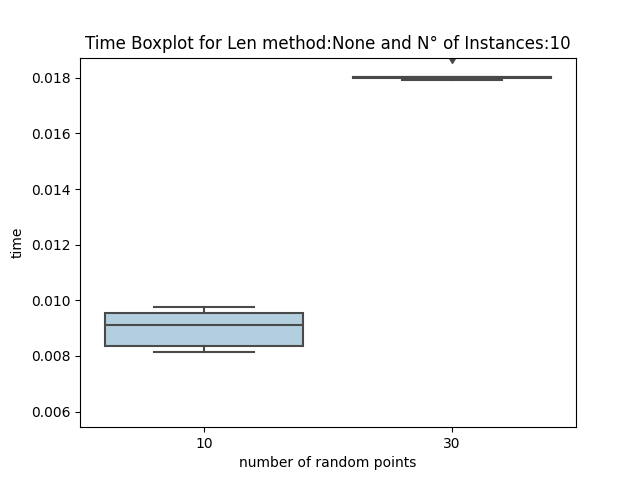 Time Boxplot for Len method:None and N° of Instances:10
0.018
0.016
0.014
0.012
time
0.010
0.008
0.006
10 30
number of random points